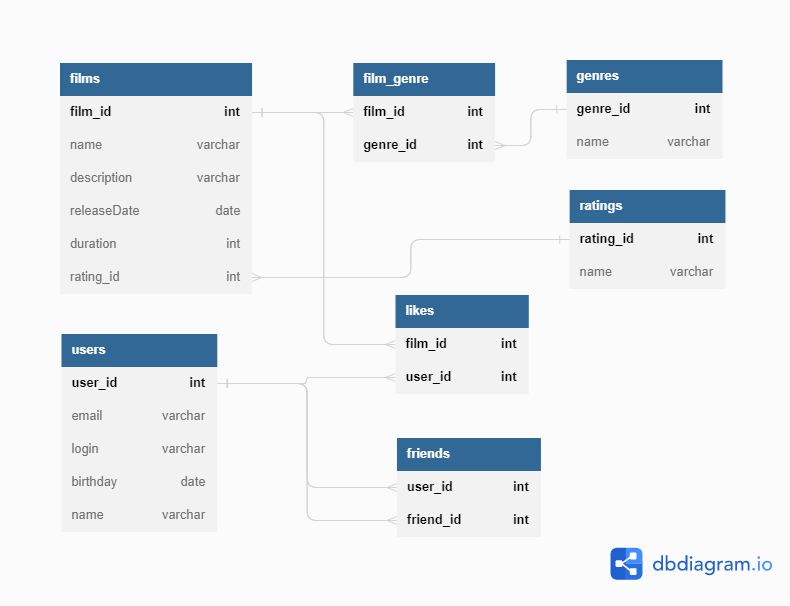 films
film_id int
name varchar
description varchar
releaseDate date
duration int
rating_id int
film_genre
film_id int
genre_id int
genres
genre_id int
name varchar
ratings
rating_id int
name varchar
likes
film_id int
user_id int
users
user_id int
email varchar
login varchar
birthday date
name varchar
friends
user_id int
friend_id int
dbdiagram.io